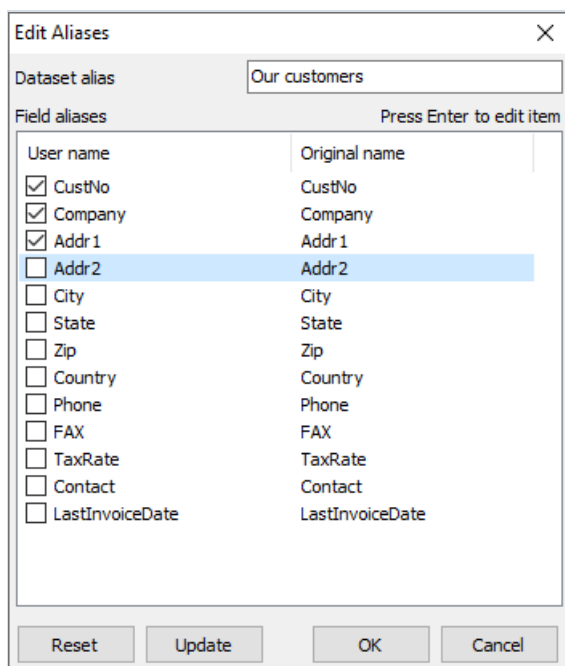 Edit Aliases
Dataset alias Our customers
Field aliases Press Enter to edit item
User name Original name
CustNo CustNo
Company Company
Addr1 Addr1
Addr2 Addr2
City City
State State
Zip Zip
Country Country
Phone Phone
FAX FAX
TaxRate TaxRate
Contact Contact
LastInvoiceDate LastInvoiceDate
Reset Update OK Cancel